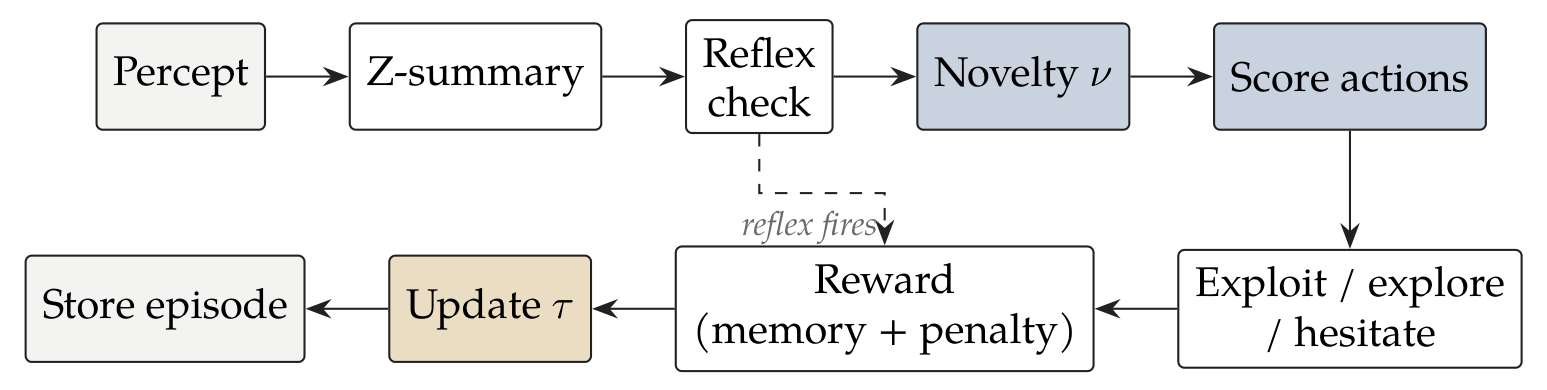 Percept
Z-summary
Reflex
check
Novelty ν
Score actions
reflex fires
Store episode
Update τ
Reward
(memory + penalty)
Exploit / explore
/ hesitate